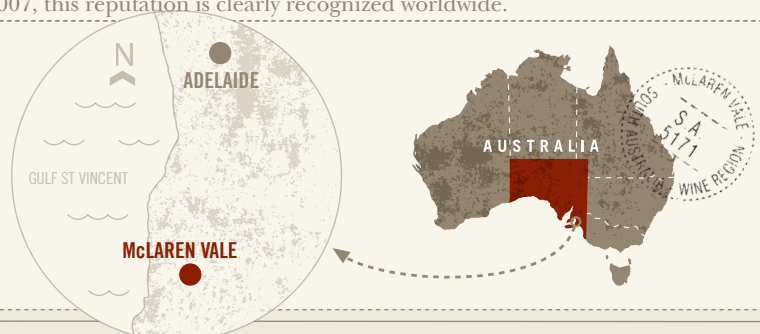 007, this reputation is clearly recognized worldwide.
N
ADELAIDE
GULF ST VINCENT
McLAREN VALE
AUSTRALIA
McLAREN VALE
WINE REGION
AUSTRALIA
S A
5171